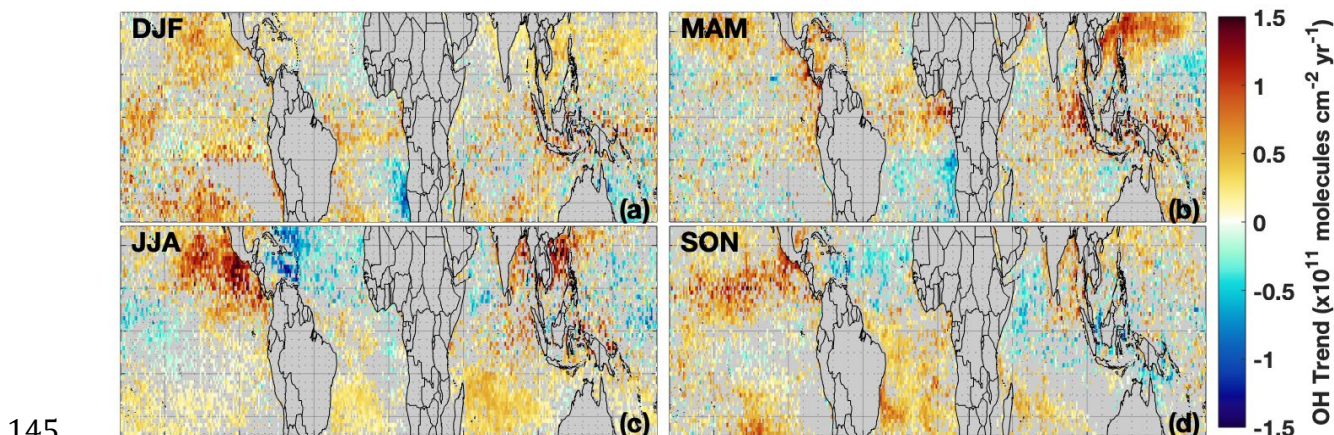 DJF
MAM
(a)
(b)
JJA
SON
(c)
(d)
1.5
1
0.5
0
-0.5
-1
-1.5
OH Trend (x10¹¹ molecules cm⁻² yr⁻¹)
145